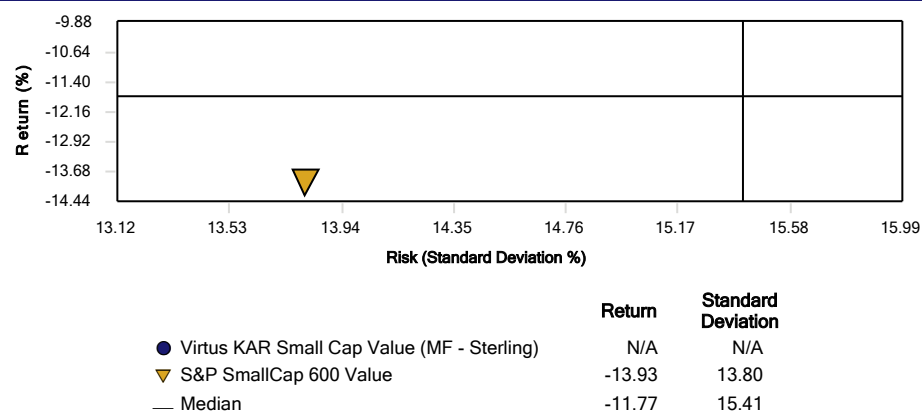 -9.88
-10.64
-11.40
-12.16
-12.92
-13.68
-14.44
Return (%)
13.12 13.53 13.94 14.35 14.76 15.17 15.58 15.99
Risk (Standard Deviation %)
Return Standard Deviation
Virtus KAR Small Cap Value (MF - Sterling) N/A N/A
S&P SmallCap 600 Value -13.93 13.80
Median -11.77 15.41